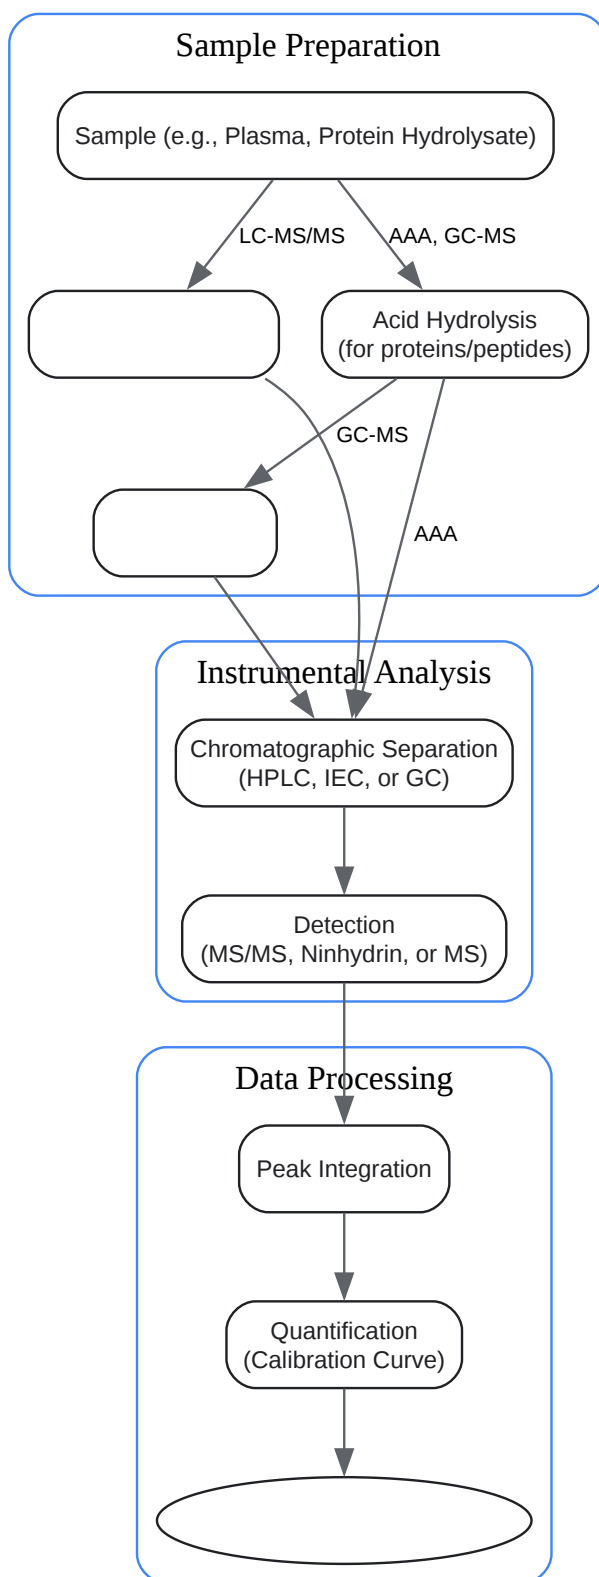 Sample Preparation
Sample (e.g., Plasma, Protein Hydrolysate)
LC-MS/MS
AAA, GC-MS
Acid Hydrolysis
(for proteins/peptides)
GC-MS
AAA
Instrumental Analysis
Chromatographic Separation
(HPLC, IEC, or GC)
Detection
(MS/MS, Ninhydrin, or MS)
Data Processing
Peak Integration
Quantification
(Calibration Curve)